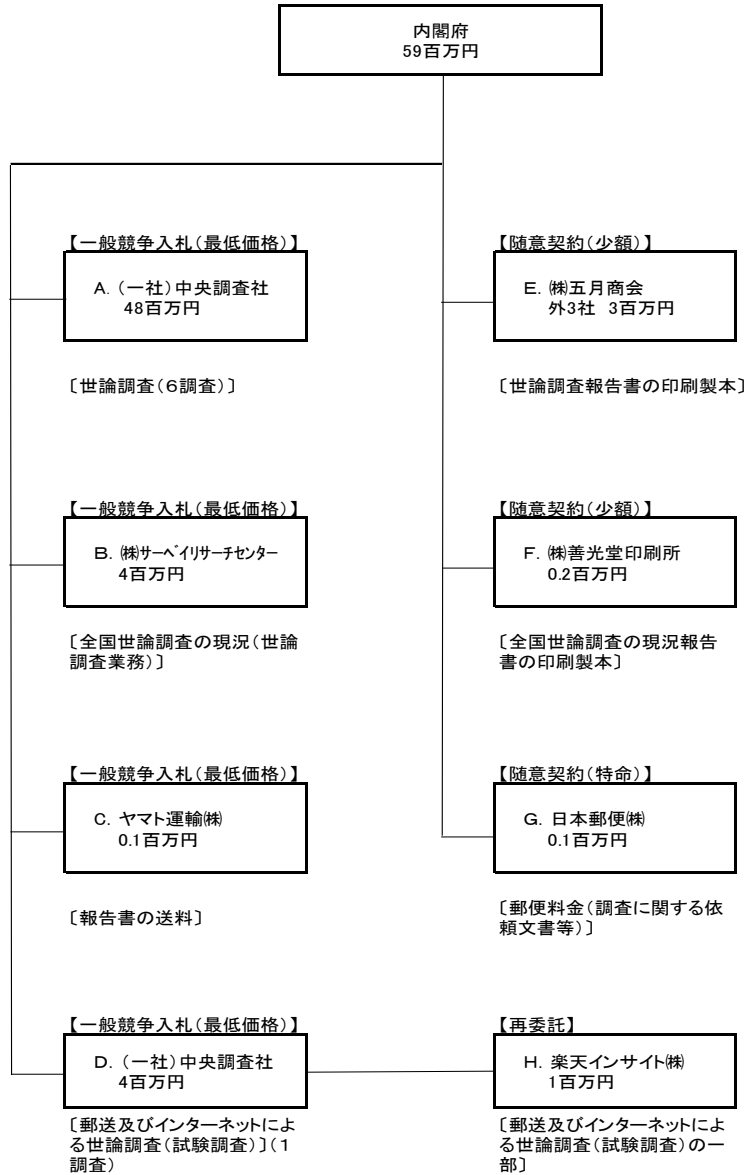 内閣府
59百万円
【一般競争入札(最低価格)】
A. (一社)中央調査社
48百万円
〔世論調査(6調査)〕
【随意契約(少額)】
E. ㈱五月商会
外3社 3百万円
〔世論調査報告書の印刷製本〕
【一般競争入札(最低価格)】
B. ㈱サーベイリサーチセンター
4百万円
〔全国世論調査の現況(世論
調査業務)〕
【随意契約(少額)】
F. ㈱善光堂印刷所
0.2百万円
〔全国世論調査の現況報告
書の印刷製本〕
【一般競争入札(最低価格)】
C. ヤマト運輸㈱
0.1百万円
〔報告書の送料〕
【随意契約(特命)】
G. 日本郵便㈱
0.1百万円
〔郵便料金(調査に関する依
頼文書等)〕
【一般競争入札(最低価格)】
D. (一社)中央調査社
4百万円
〔郵送及びインターネットによ
る世論調査(試験調査)〕(1
調査)
【再委託】
H. 楽天インサイト㈱
1百万円
〔郵送及びインターネットによ
る世論調査(試験調査)の一
部〕